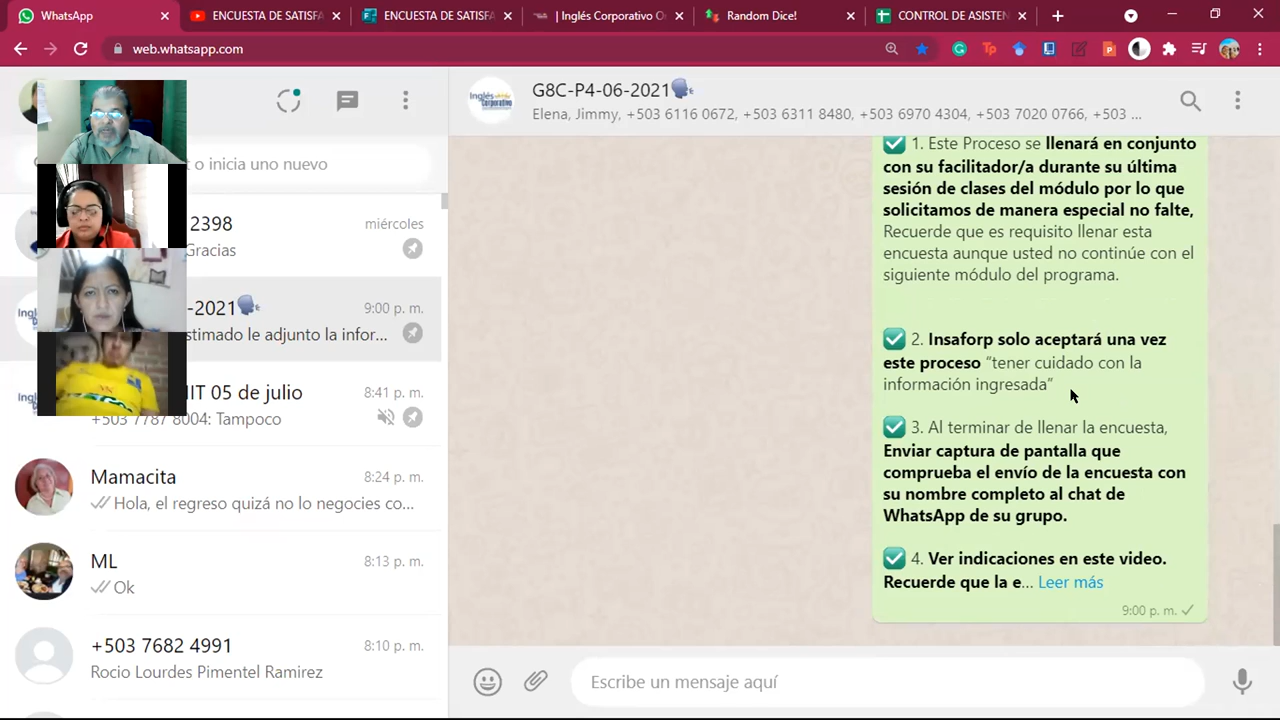 WhatsApp
ENCUESTA DE SATISFA
ENCUESTA DE SATISFA
| Inglés Corporativo O
Random Dice!
CONTROL DE ASISTEN
web.whatsapp.com
o inicia uno nuevo
2398
miércoles
Gracias
-2021
9:00 p. m.
stimado le adjunto la infor...
IT 05 de julio
8:41 p. m.
+503 7787 8004: Tampoco
Mamacita
8:24 p. m.
Hola, el regreso quizá no lo negocies co...
ML
8:13 p. m.
Ok
+503 7682 4991
8:10 p. m.
Rocio Lourdes Pimentel Ramirez
G8C-P4-06-2021
Elena, Jimmy, +503 6116 0672, +503 6311 8480, +503 6970 4304, +503 7020 0766, +503 ...
1. Este Proceso se llenará en conjunto
con su facilitador/a durante su última
sesión de clases del módulo por lo que
solicitamos de manera especial no falte,
Recuerde que es requisito llenar esta
encuesta aunque usted no continúe con el
siguiente módulo del programa.
2. Insaforp solo aceptará una vez
este proceso “tener cuidado con la
información ingresada”
3. Al terminar de llenar la encuesta,
Enviar captura de pantalla que
comprueba el envío de la encuesta con
su nombre completo al chat de
WhatsApp de su grupo.
4. Ver indicaciones en este video.
Recuerde que la e... Leer más
9:00 p. m.
Escribe un mensaje aquí